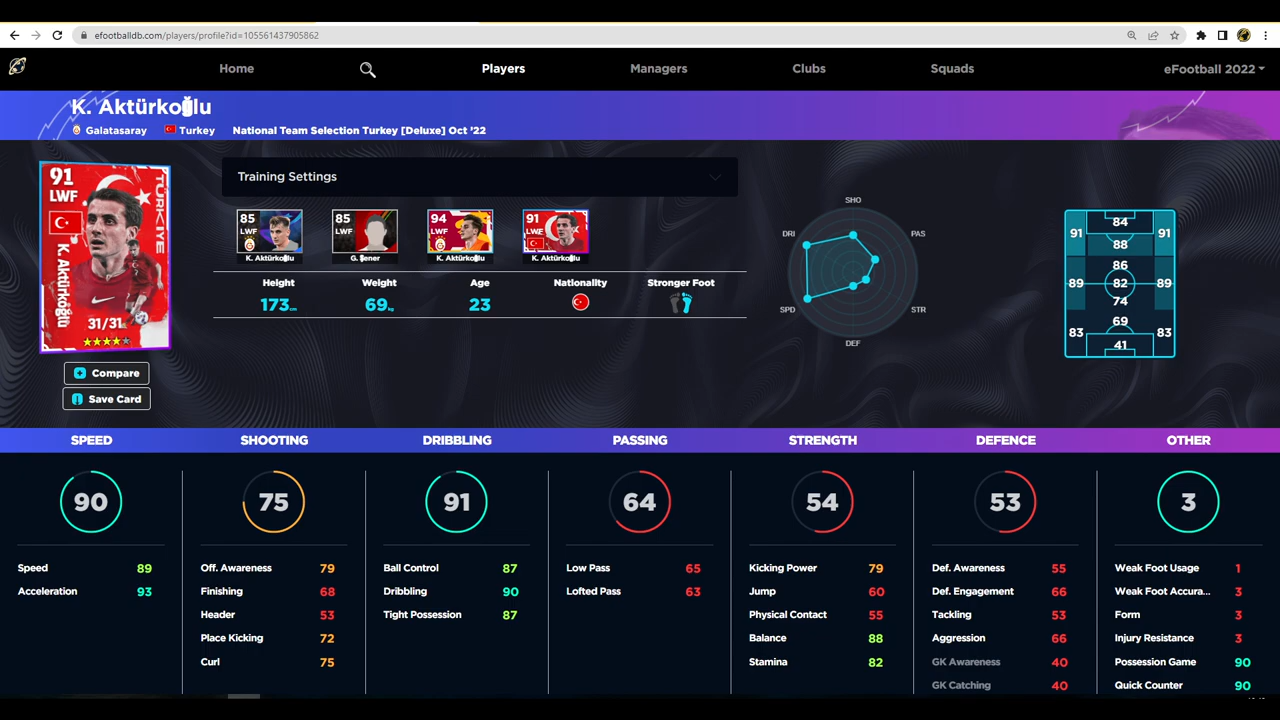 efootballdb.com/players/profile?id=105561437905862
Home
Players
Managers
Clubs
Squads
eFootball 2022
K. Aktürkoğlu
Galatasaray
Turkey
National Team Selection Turkey [Deluxe] Oct '22
91
LWF
TÜRKİYE
K. Aktürkoğlu
31/31
Compare
Save Card
Training Settings
85
LWF
K. Aktürkoğlu
85
LWF
G. Şener
94
LWF
K. Aktürkoğlu
91
LWF
K. Aktürkoğlu
Height
Weight
Age
Nationality
Stronger Foot
173cm
69kg
23
SHO
PAS
STR
DEF
SPD
DRI
84
91
91
88
86
89
82
89
74
69
83
83
41
SPEED
SHOOTING
DRIBBLING
PASSING
STRENGTH
DEFENCE
OTHER
90
75
91
64
54
53
3
Speed 89
Acceleration 93
Off. Awareness 79
Finishing 68
Header 53
Place Kicking 72
Curl 75
Ball Control 87
Dribbling 90
Tight Possession 87
Low Pass 65
Lofted Pass 63
Kicking Power 79
Jump 60
Physical Contact 55
Balance 88
Stamina 82
Def. Awareness 55
Def. Engagement 66
Tackling 53
Aggression 66
GK Awareness 40
GK Catching 40
Weak Foot Usage 1
Weak Foot Accura... 3
Form 3
Injury Resistance 3
Possession Game 90
Quick Counter 90